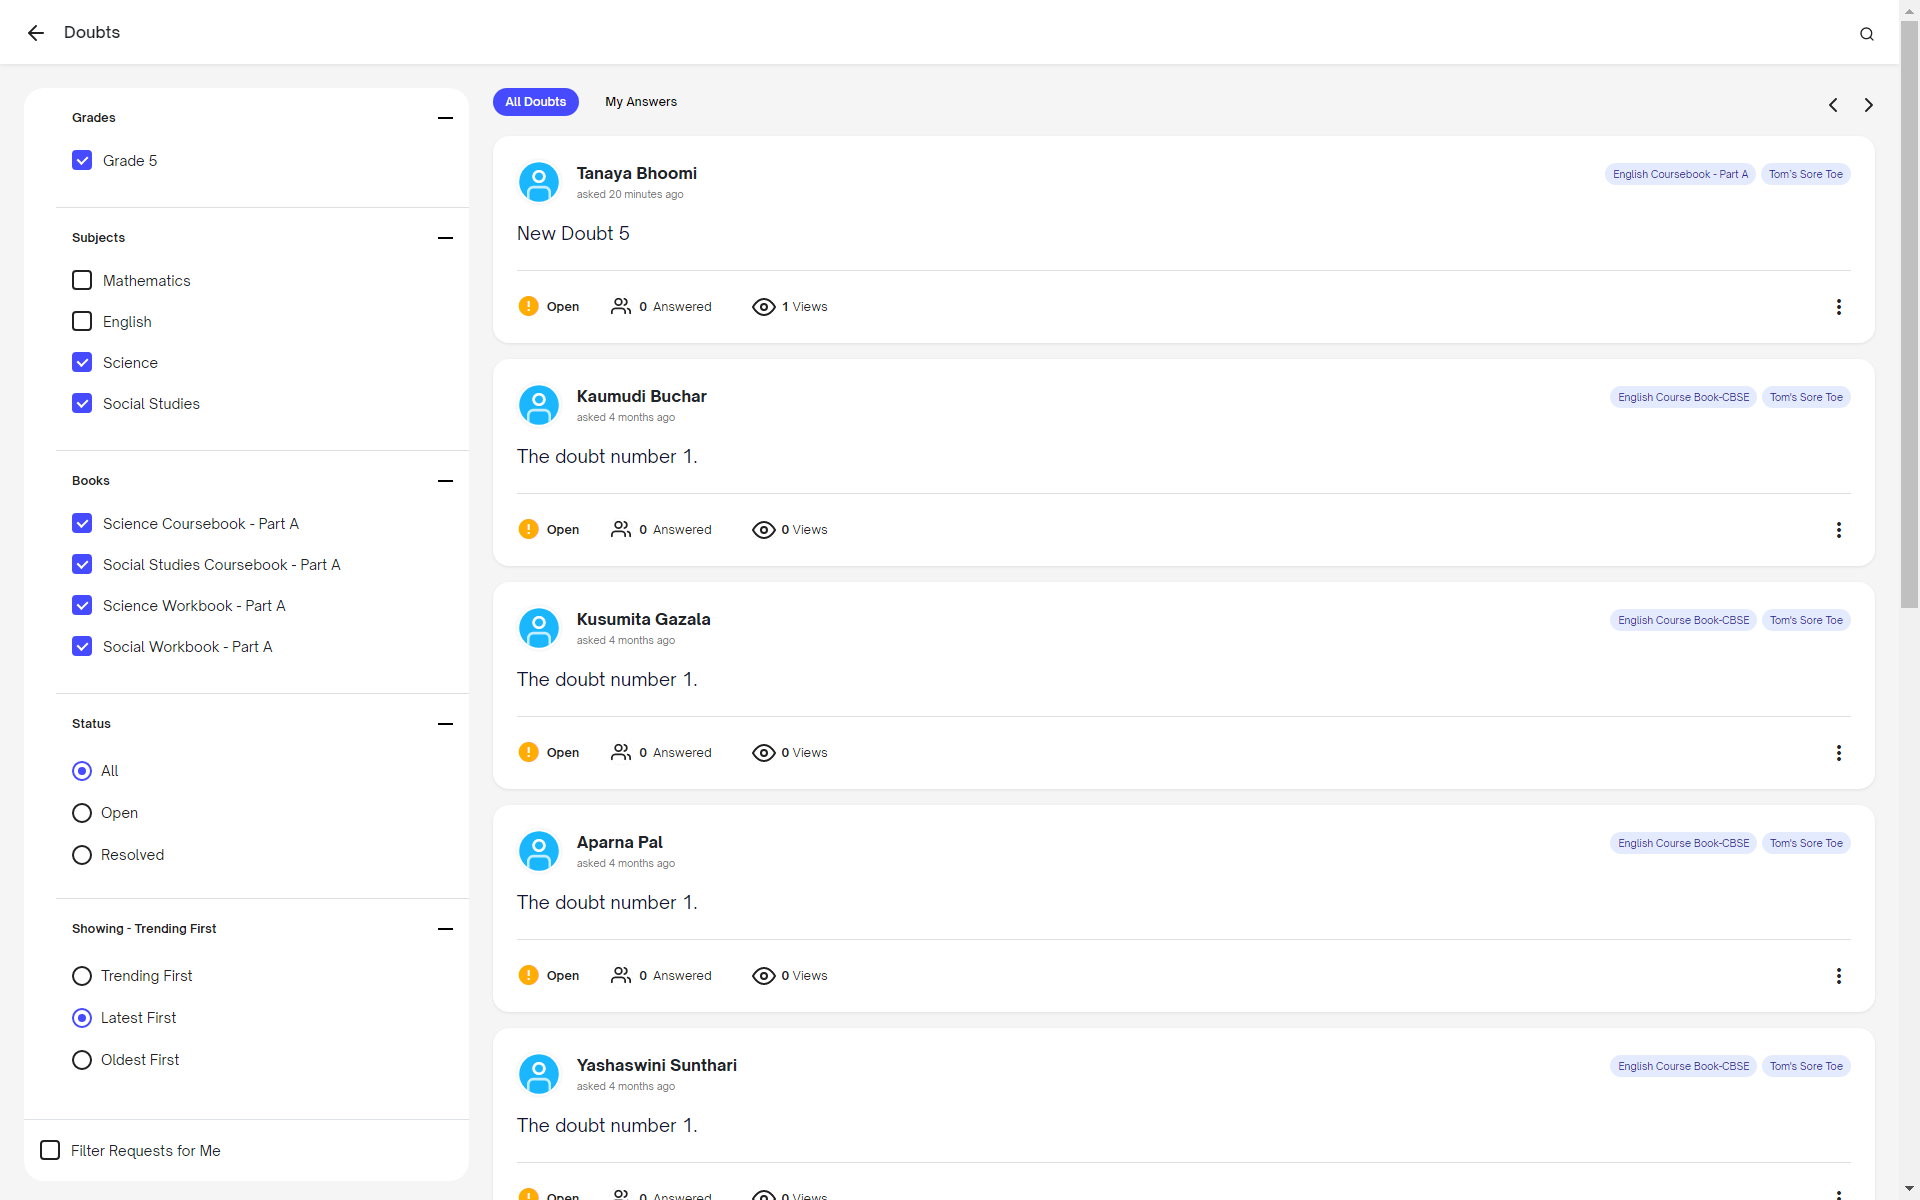 Doubts
Grades
Grade 5
Subjects
Mathematics
English
Science
Social Studies
Books
Science Coursebook - Part A
Social Studies Coursebook - Part A
Science Workbook - Part A
Social Workbook - Part A
Status
All
Open
Resolved
Showing - Trending First
Trending First
Latest First
Oldest First
Filter Requests for Me
All Doubts My Answers
Tanaya Bhoomi English Coursebook - Part A Tom's Sore Toe
asked 20 minutes ago
New Doubt 5
Open 0 Answered 1 Views
Kaumudi Buchar English Course Book-CBSE Tom's Sore Toe
asked 4 months ago
The doubt number 1.
Open 0 Answered 0 Views
Kusumita Gazala English Course Book-CBSE Tom's Sore Toe
asked 4 months ago
The doubt number 1.
Open 0 Answered 0 Views
Aparna Pal English Course Book-CBSE Tom's Sore Toe
asked 4 months ago
The doubt number 1.
Open 0 Answered 0 Views
Yashaswini Sunthari English Course Book-CBSE Tom's Sore Toe
asked 4 months ago
The doubt number 1.
Open 0 Answered 0 Views